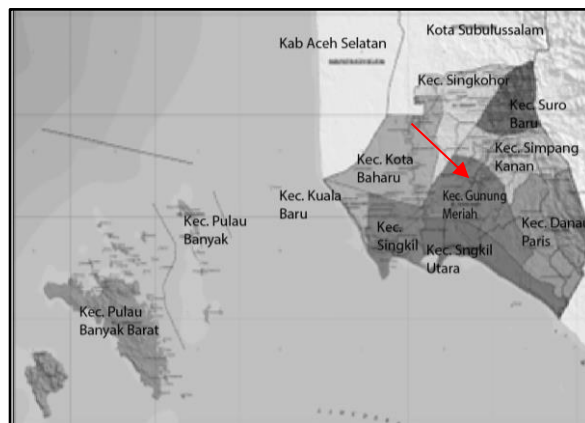 Kota Subulussalam
Kab Aceh Selatan
Kec. Singkohor
Kec. Suro
Baru
Kec. Simpang
Kanan
Kec. Kota
Baharu
Kec. Gunung
Meriah
Kec. Kuala
Baru
Kec. Pulau
Banyak
Kec.
Singkil
Kec. Sngkil
Utara
Kec. Danau
Paris
Kec. Pulau
Banyak Barat